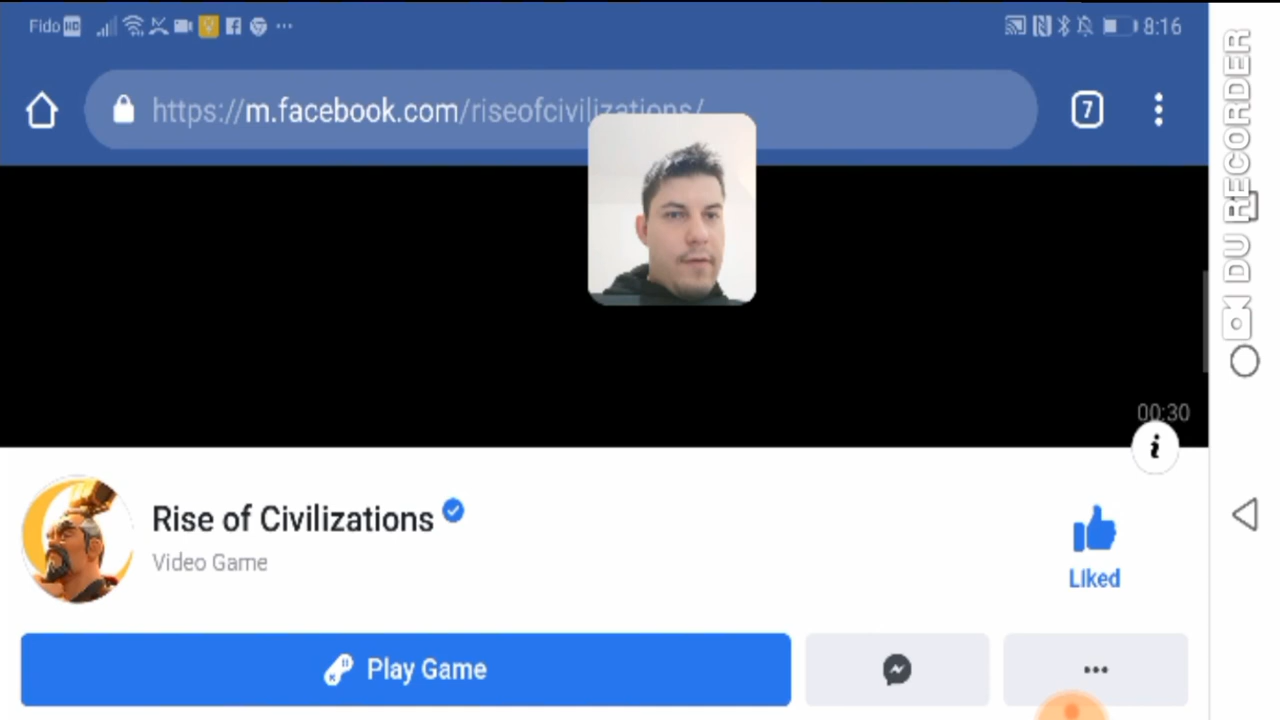 Fido HD 8:16
https://m.facebook.com/riseofcivilizations/
7
DU RECORDER
00:30
i
Rise of Civilizations
Video Game
Liked
Play Game